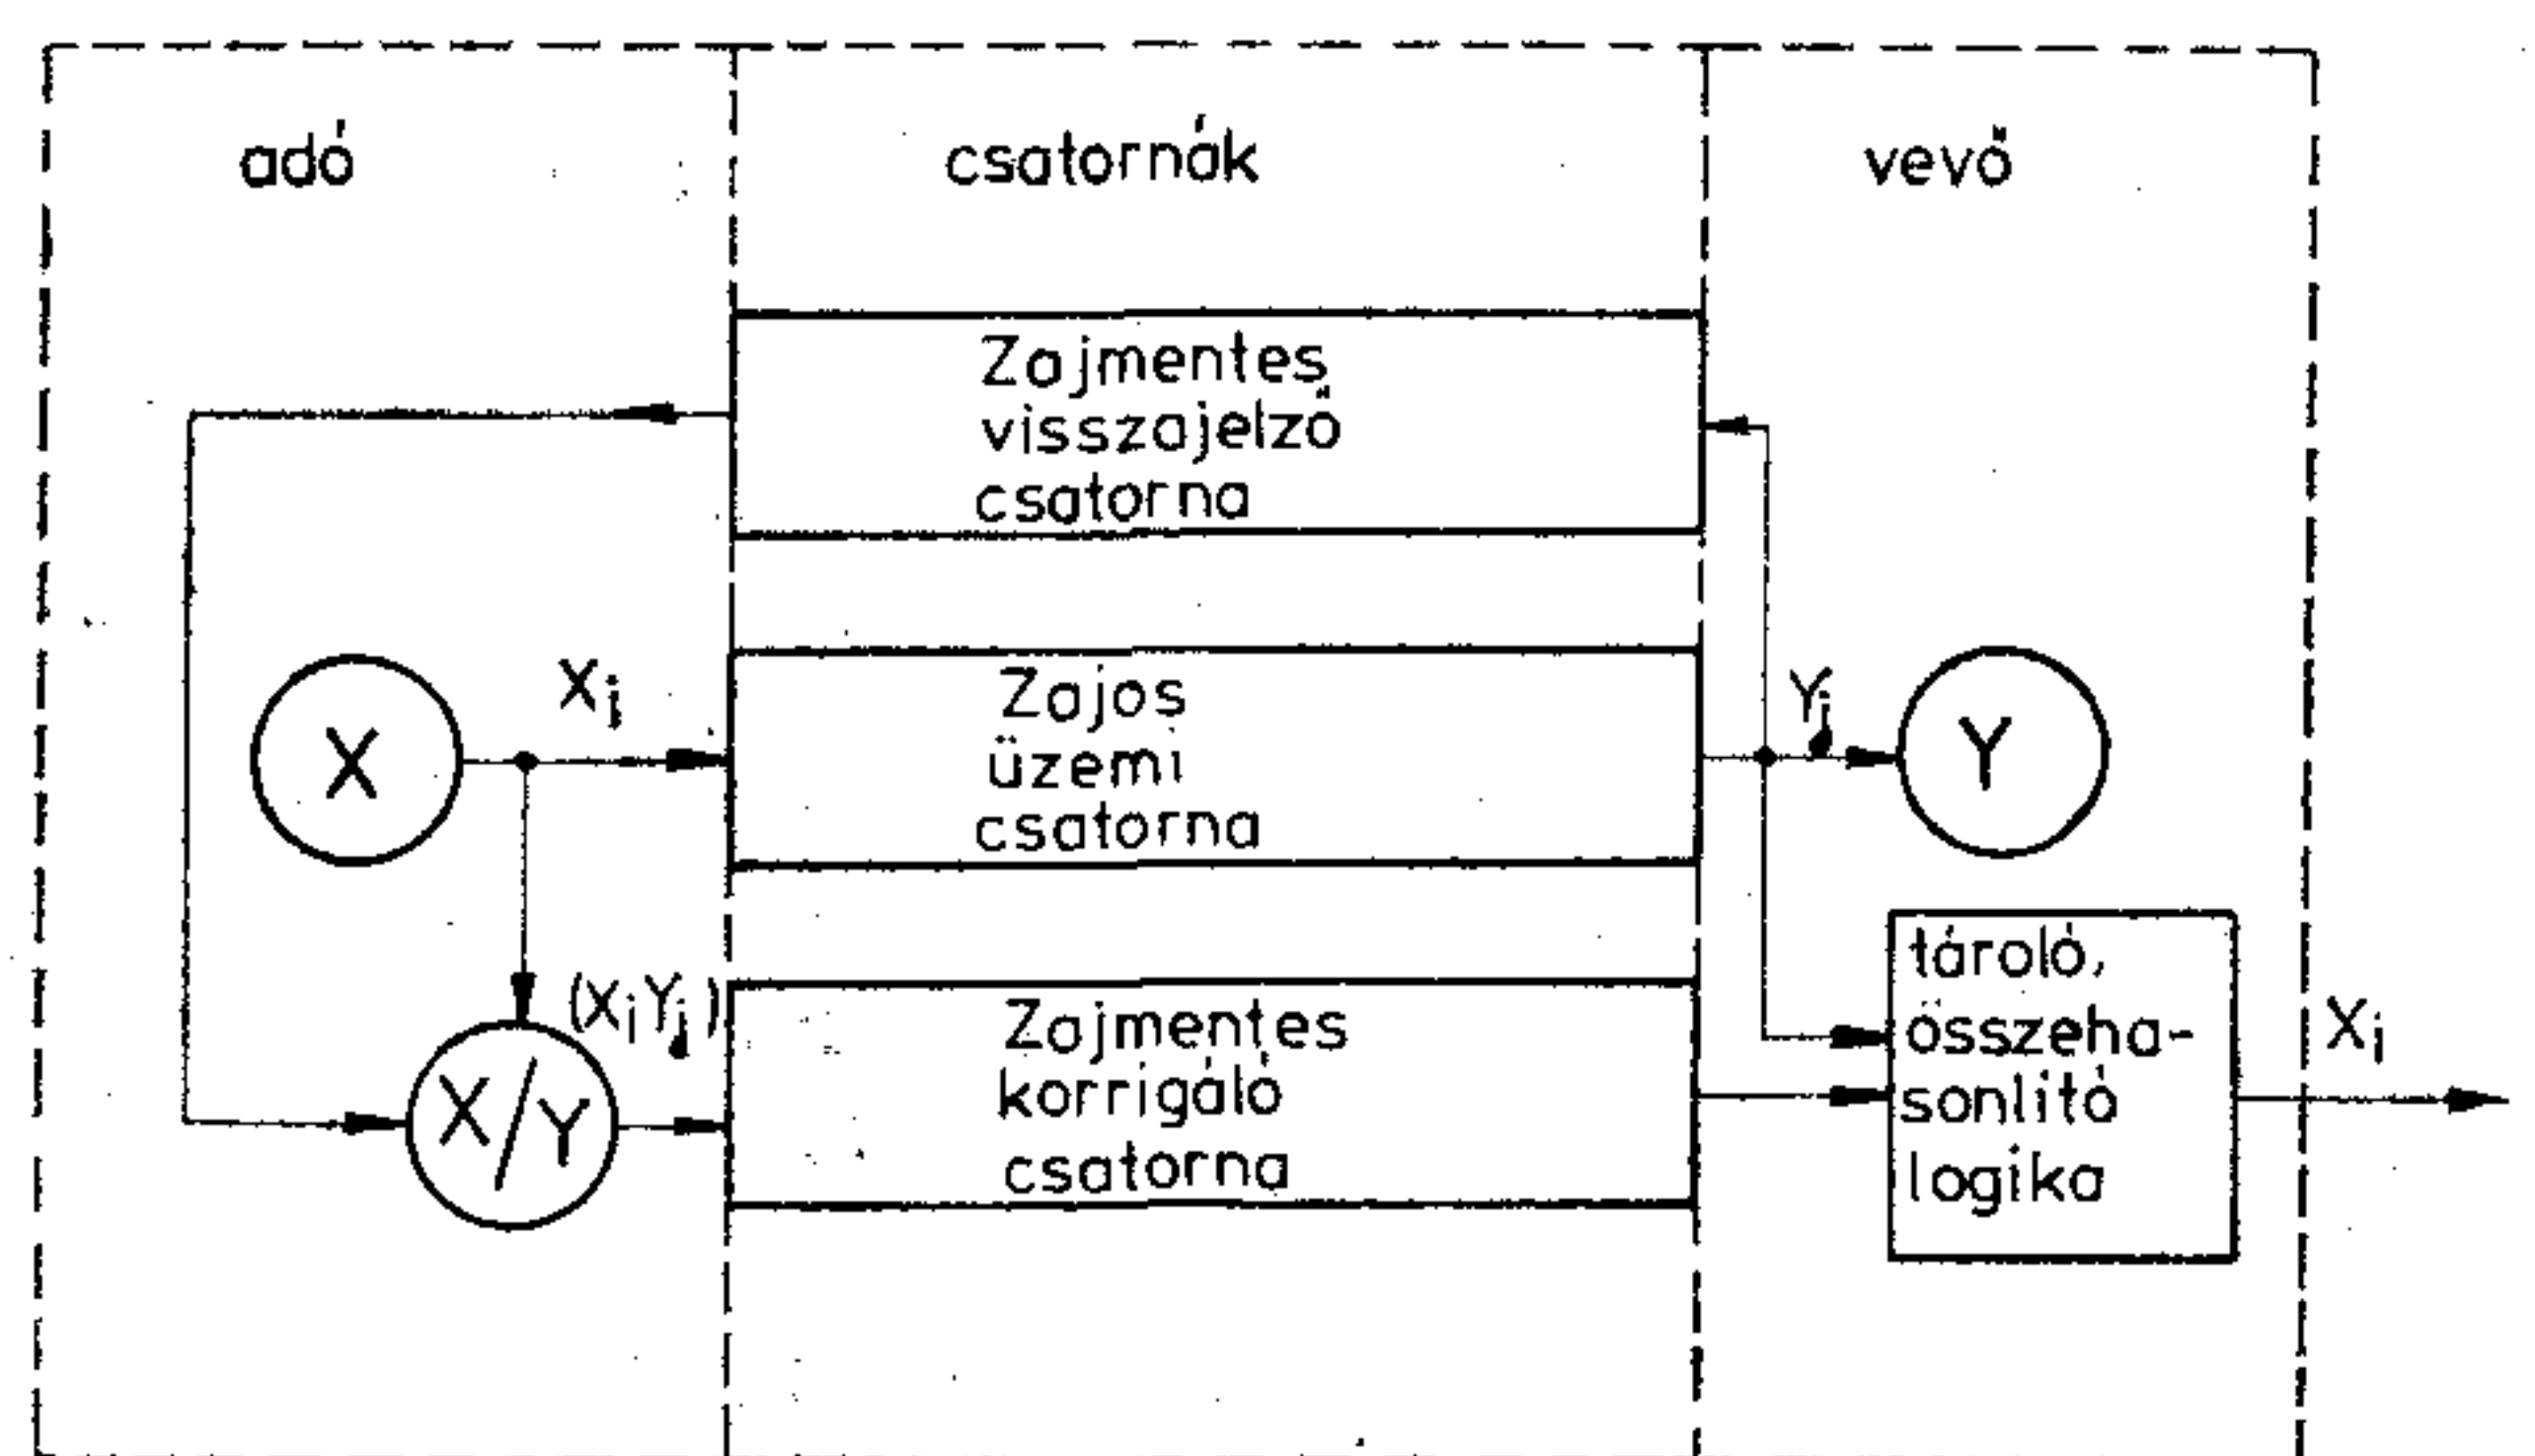 adó
csatornák
vevő
Zajmentes
visszajelző
csatorna
X
Xi
Zajos
üzemi
csatorna
Yj
Y
(XiYj)
X/Y
Zajmentes
korrigáló
csatorna
tároló,
összeha-
sonlító
logika
Xi